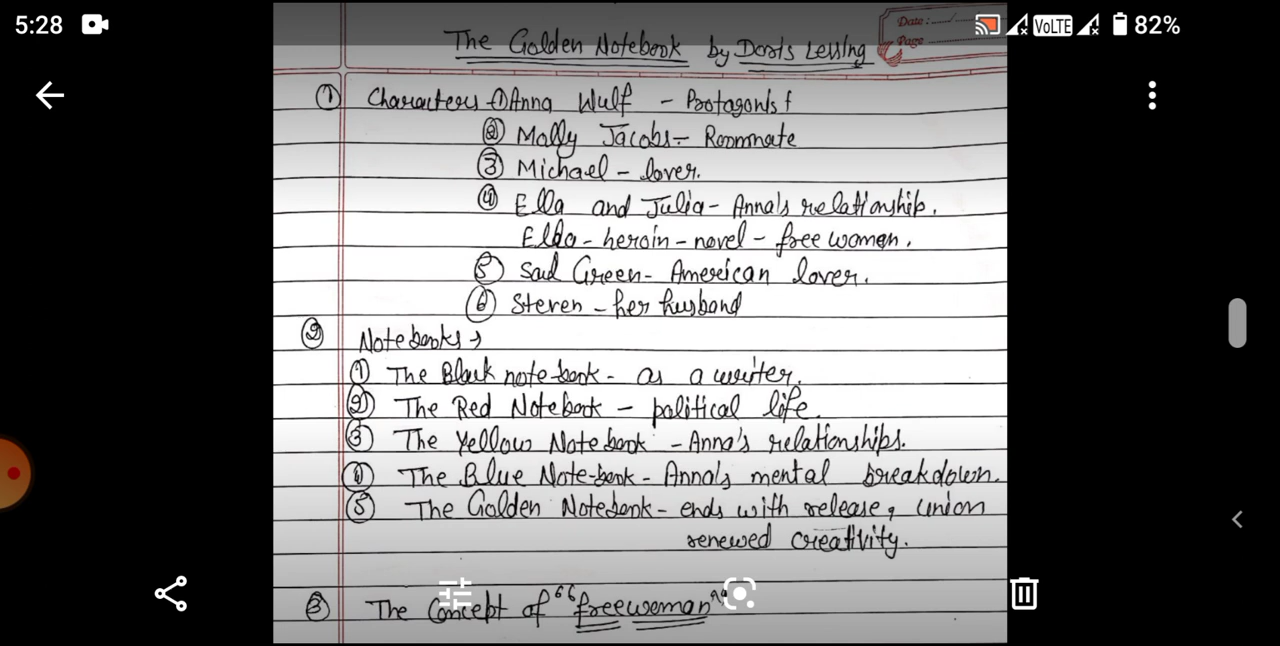 5:28
VoLTE
82%
Date :
Page
The Golden Notebook by Doris Lessing
① Characters → ① Anna Wulf - Protagonist
② Molly Jacobs - Roommate
③ Michael - lover.
④ Ella and Julia - Anna's relationship.
Ella - heroin - novel - free women.
⑤ Saul Green - American lover.
⑥ Steven - her husband
② Notebooks →
① The Black note-book - as a writer.
② The Red Notebook - political life.
③ The Yellow Notebook - Anna's relationships.
④ The Blue Note-book - Anna's mental breakdown.
⑤ The Golden Notebook - ends with release, union
renewed creativity.
③ The Concept of "freewoman"